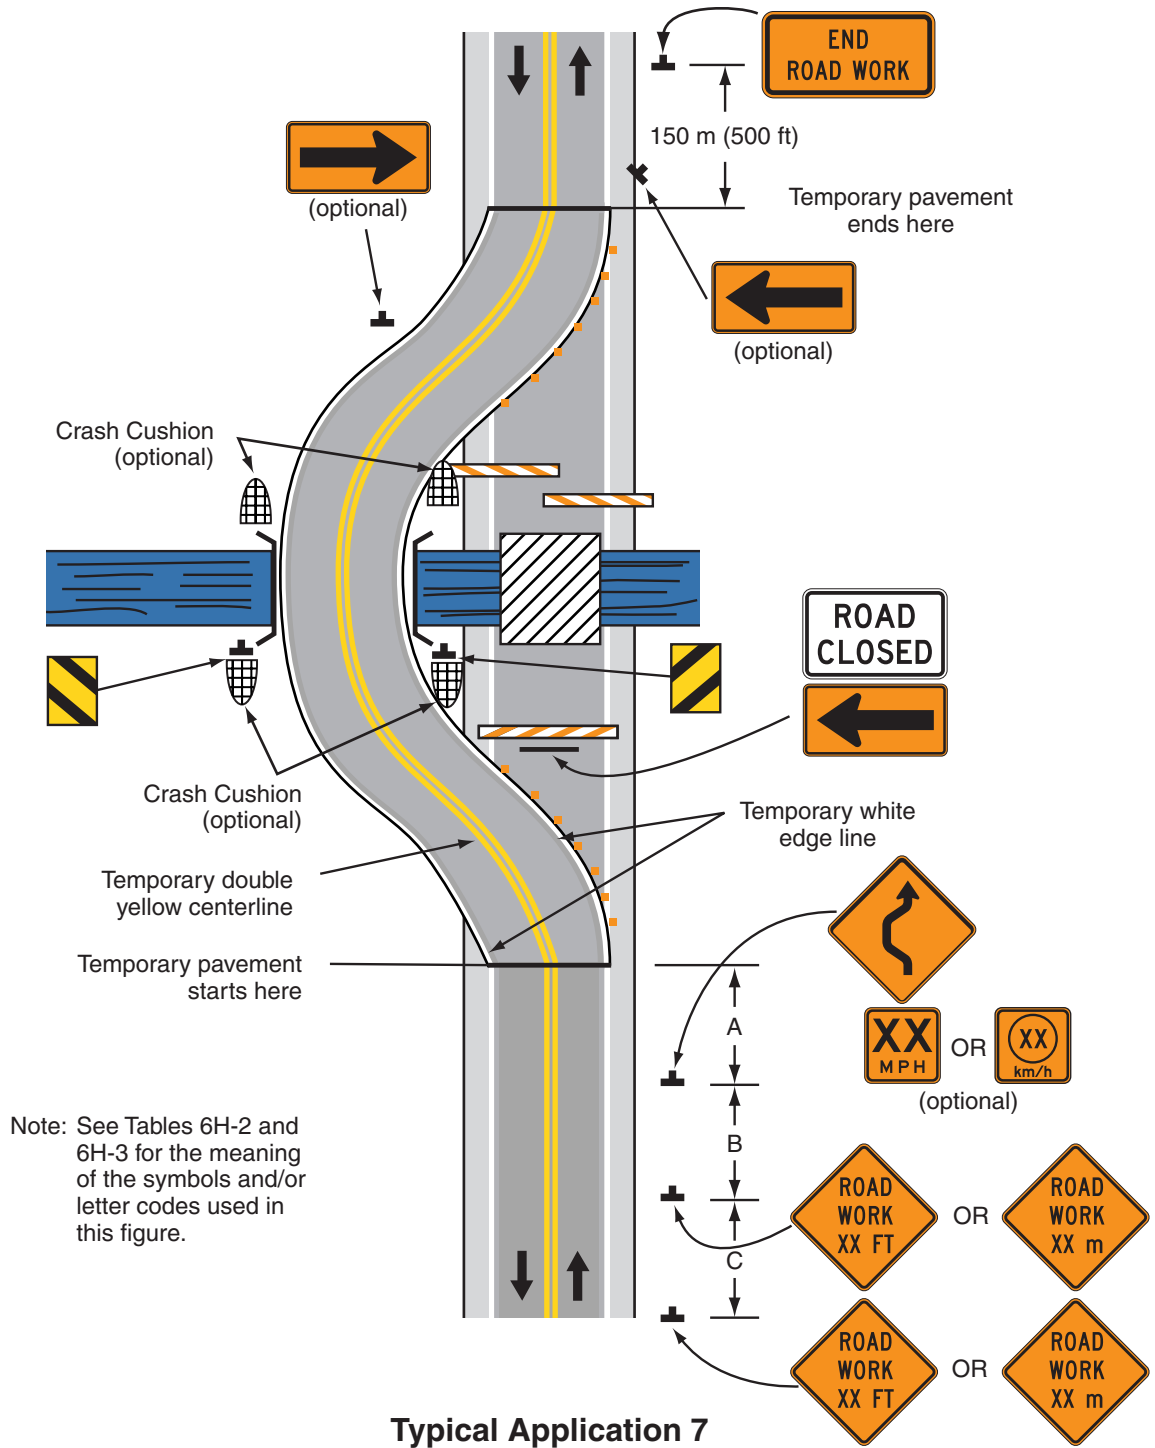 END
ROAD WORK
150 m (500 ft)
(optional)
Temporary pavement
ends here
(optional)
Crash Cushion
(optional)
ROAD
CLOSED
Crash Cushion
(optional)
Temporary white
edge line
Temporary double
yellow centerline
Temporary pavement
starts here
A
XX
MPH
OR
XX
km/h
(optional)
B
Note: See Tables 6H-2 and
6H-3 for the meaning
of the symbols and/or
letter codes used in
this figure.
ROAD
WORK
XX FT
OR
ROAD
WORK
XX m
C
ROAD
WORK
XX FT
OR
ROAD
WORK
XX m
Typical Application 7